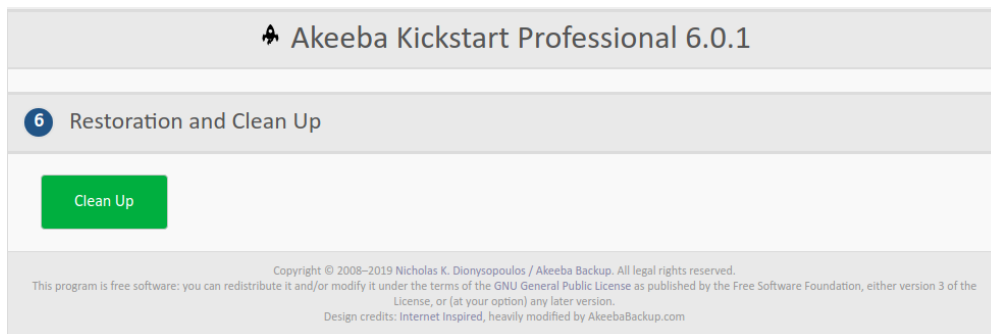 Akeeba Kickstart Professional 6.0.1
6 Restoration and Clean Up
Clean Up
Copyright © 2008–2019 Nicholas K. Dionysopoulos / Akeeba Backup. All legal rights reserved.
This program is free software: you can redistribute it and/or modify it under the terms of the GNU General Public License as published by the Free Software Foundation, either version 3 of the
License, or (at your option) any later version.
Design credits: Internet Inspired, heavily modified by AkeebaBackup.com